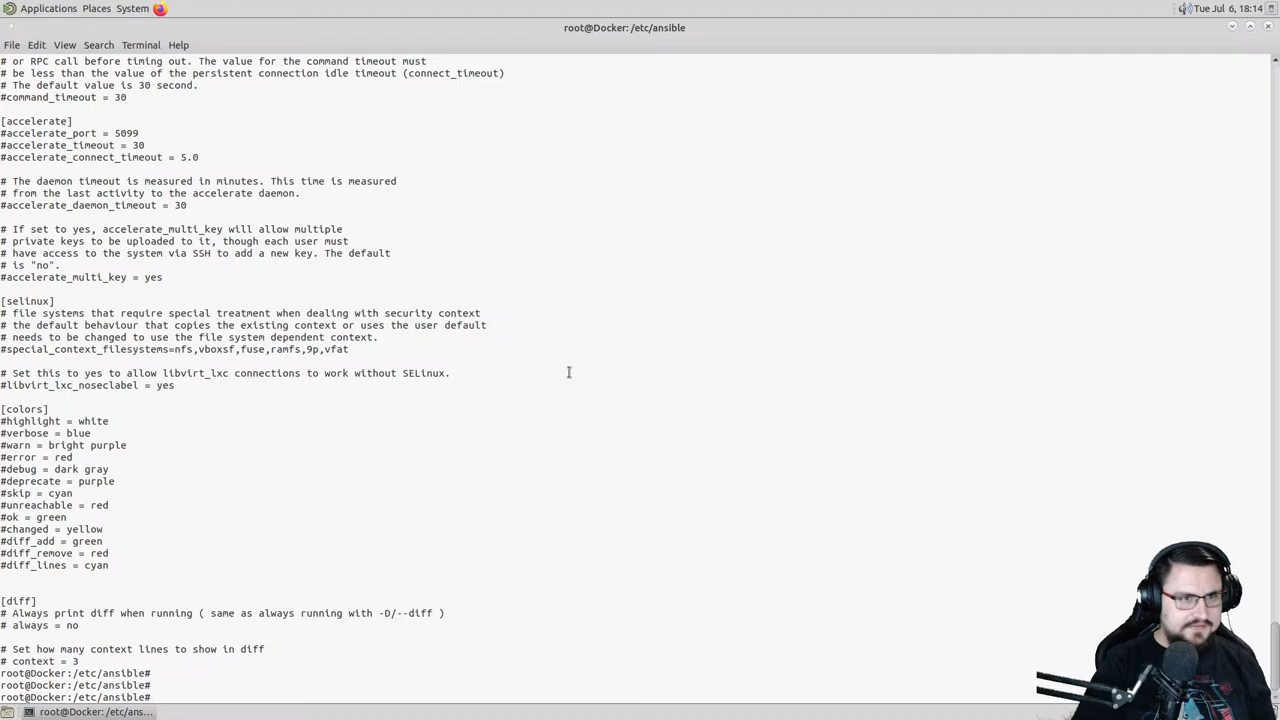 Applications Places System
Tue Jul 6, 18:14
root@Docker: /etc/ansible
File Edit View Search Terminal Help
# or RPC call before timing out. The value for the command timeout must
# be less than the value of the persistent connection idle timeout (connect_timeout)
# The default value is 30 second.
#command_timeout = 30
[accelerate]
#accelerate_port = 5099
#accelerate_timeout = 30
#accelerate_connect_timeout = 5.0
# The daemon timeout is measured in minutes. This time is measured
# from the last activity to the accelerate daemon.
#accelerate_daemon_timeout = 30
# If set to yes, accelerate_multi_key will allow multiple
# private keys to be uploaded to it, though each user must
# have access to the system via SSH to add a new key. The default
# is "no".
#accelerate_multi_key = yes
[selinux]
# file systems that require special treatment when dealing with security context
# the default behaviour that copies the existing context or uses the user default
# needs to be changed to use the file system dependent context.
#special_context_filesystems=nfs,vboxsf,fuse,ramfs,9p,vfat
# Set this to yes to allow libvirt_lxc connections to work without SELinux.
#libvirt_lxc_noseclabel = yes
[colors]
#highlight = white
#verbose = blue
#warn = bright purple
#error = red
#debug = dark gray
#deprecate = purple
#skip = cyan
#unreachable = red
#ok = green
#changed = yellow
#diff_add = green
#diff_remove = red
#diff_lines = cyan
[diff]
# Always print diff when running ( same as always running with -D/--diff )
# always = no
# Set how many context lines to show in diff
# context = 3
root@Docker:/etc/ansible#
root@Docker:/etc/ansible#
root@Docker:/etc/ansible#
root@Docker:/etc/ans...